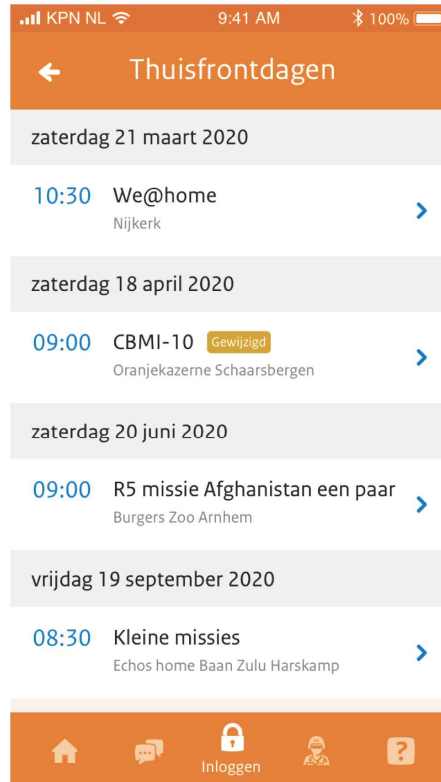 KPN NL 9:41 AM 100%
Thuisfrontdagen
zaterdag 21 maart 2020
10:30 We@home
Nijkerk
zaterdag 18 april 2020
09:00 CBMI-10 Gewijzigd
Oranjekazerne Schaarsbergen
zaterdag 20 juni 2020
09:00 R5 missie Afghanistan een paar
Burgers Zoo Arnhem
vrijdag 19 september 2020
08:30 Kleine missies
Echos home Baan Zulu Harskamp
?
Inloggen